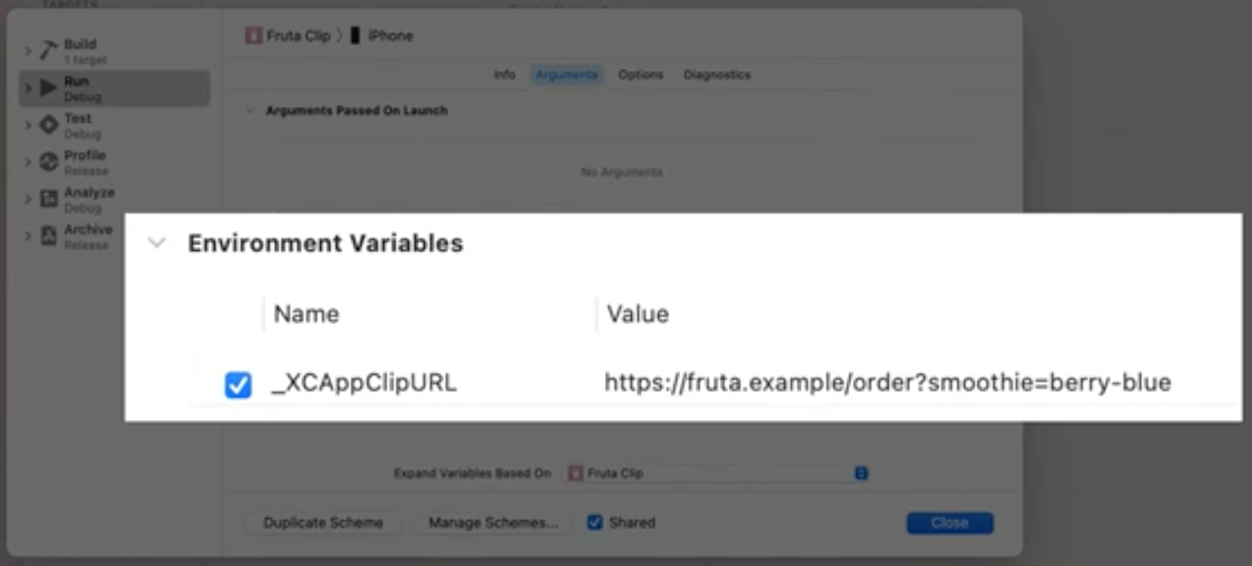 TARGETS
Build
1 target
Run
Debug
Test
Debug
Profile
Release
Analyze
Debug
Archive
Release
Fruta Clip 〉 iPhone
Info Arguments Options Diagnostics
Arguments Passed On Launch
No Arguments
Environment Variables
Name Value
_XCAppClipURL https://fruta.example/order?smoothie=berry-blue
Expand Variables Based On Fruta Clip
Duplicate Scheme Manage Schemes... Shared Close